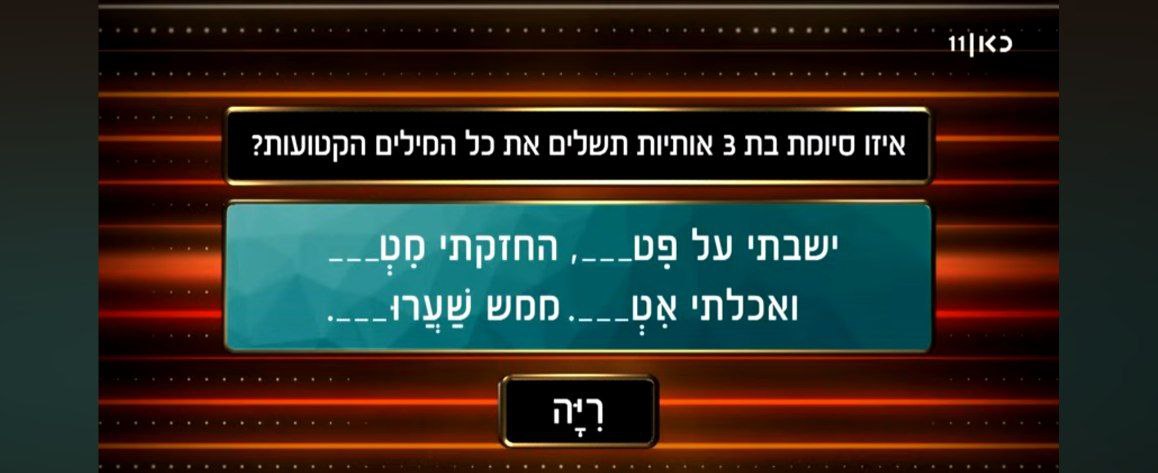 כאן|11
איזו סיומת בת 3 אותיות תשלים את כל המילים הקטועות?
ישבתי על פִּט___, החזקתי מִטְ___
ואכלתי אִטְ___. ממש שַׁעֲרוּ___.
רִיָּה